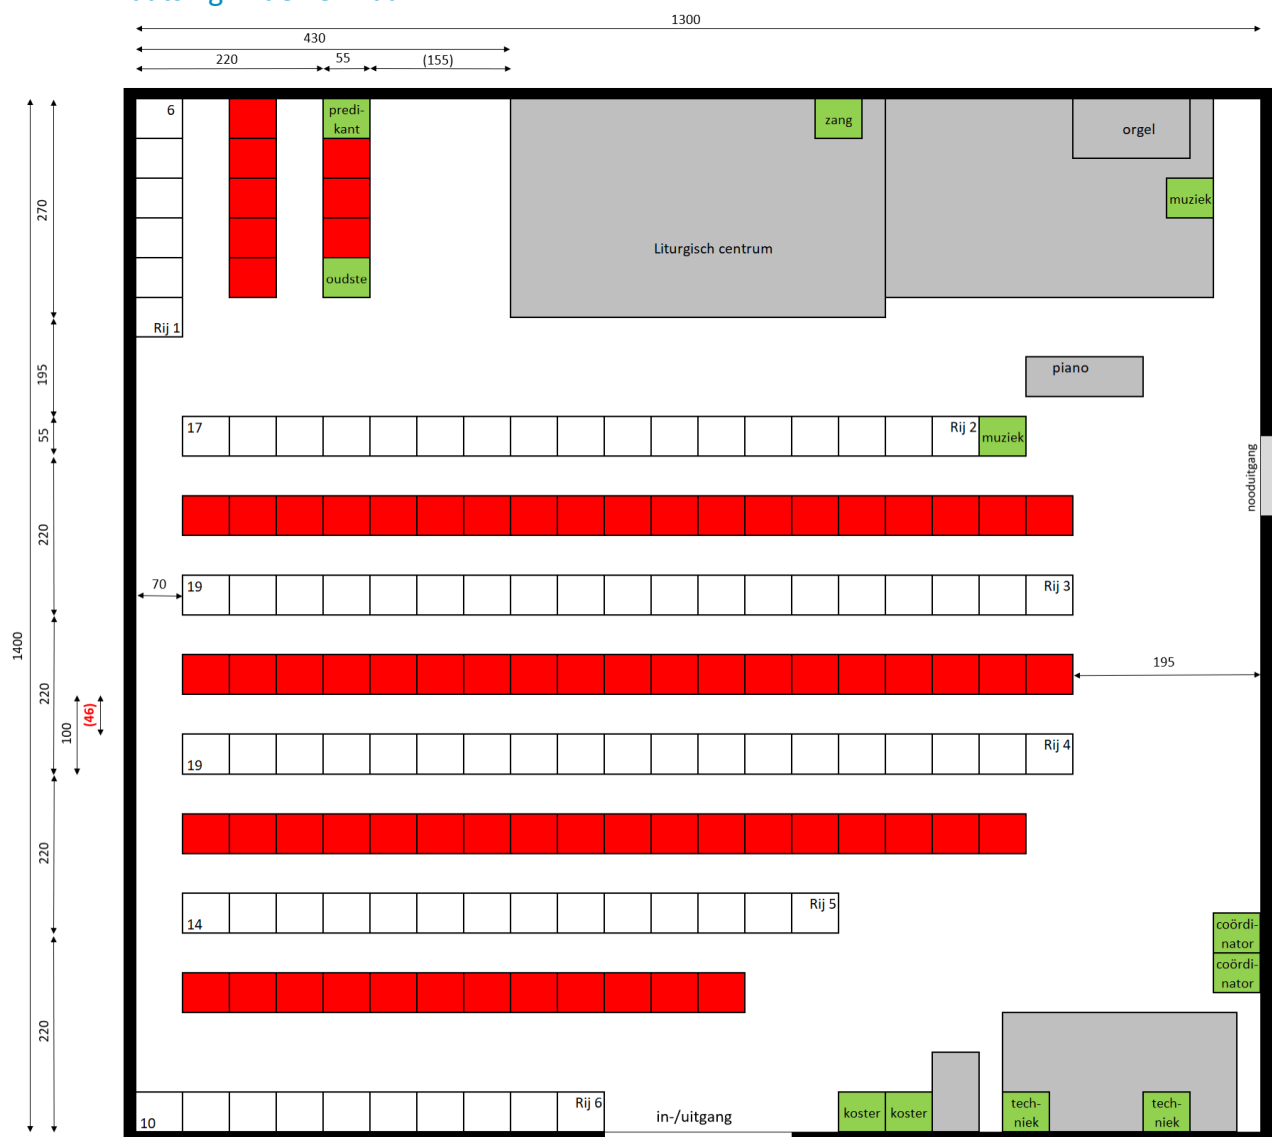 1300
430
220
55
(155)
6
predi-
kant
zang
orgel
muziek
270
Liturgisch centrum
oudste
Rij 1
195
piano
17
Rij 2
muziek
55
nooduitgang
220
70
19
Rij 3
1400
220
195
100
(46)
19
Rij 4
220
14
Rij 5
coördi-
nator
coördi-
nator
220
10
Rij 6
in-/uitgang
koster
koster
tech-
niek
tech-
niek